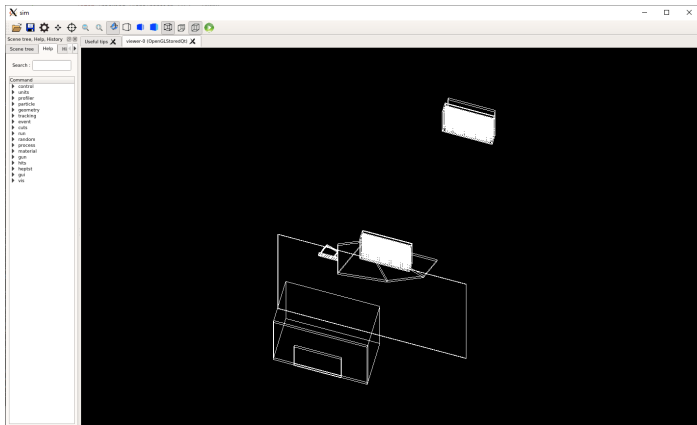 sim
Scene tree, Help, History
Useful tips
viewer-0 (OpenGLStoredQt)
Scene tree
Help
Search :
Command
control
units
profiler
particle
geometry
tracking
event
cuts
run
random
process
material
gun
hits
heptst
gui
vis